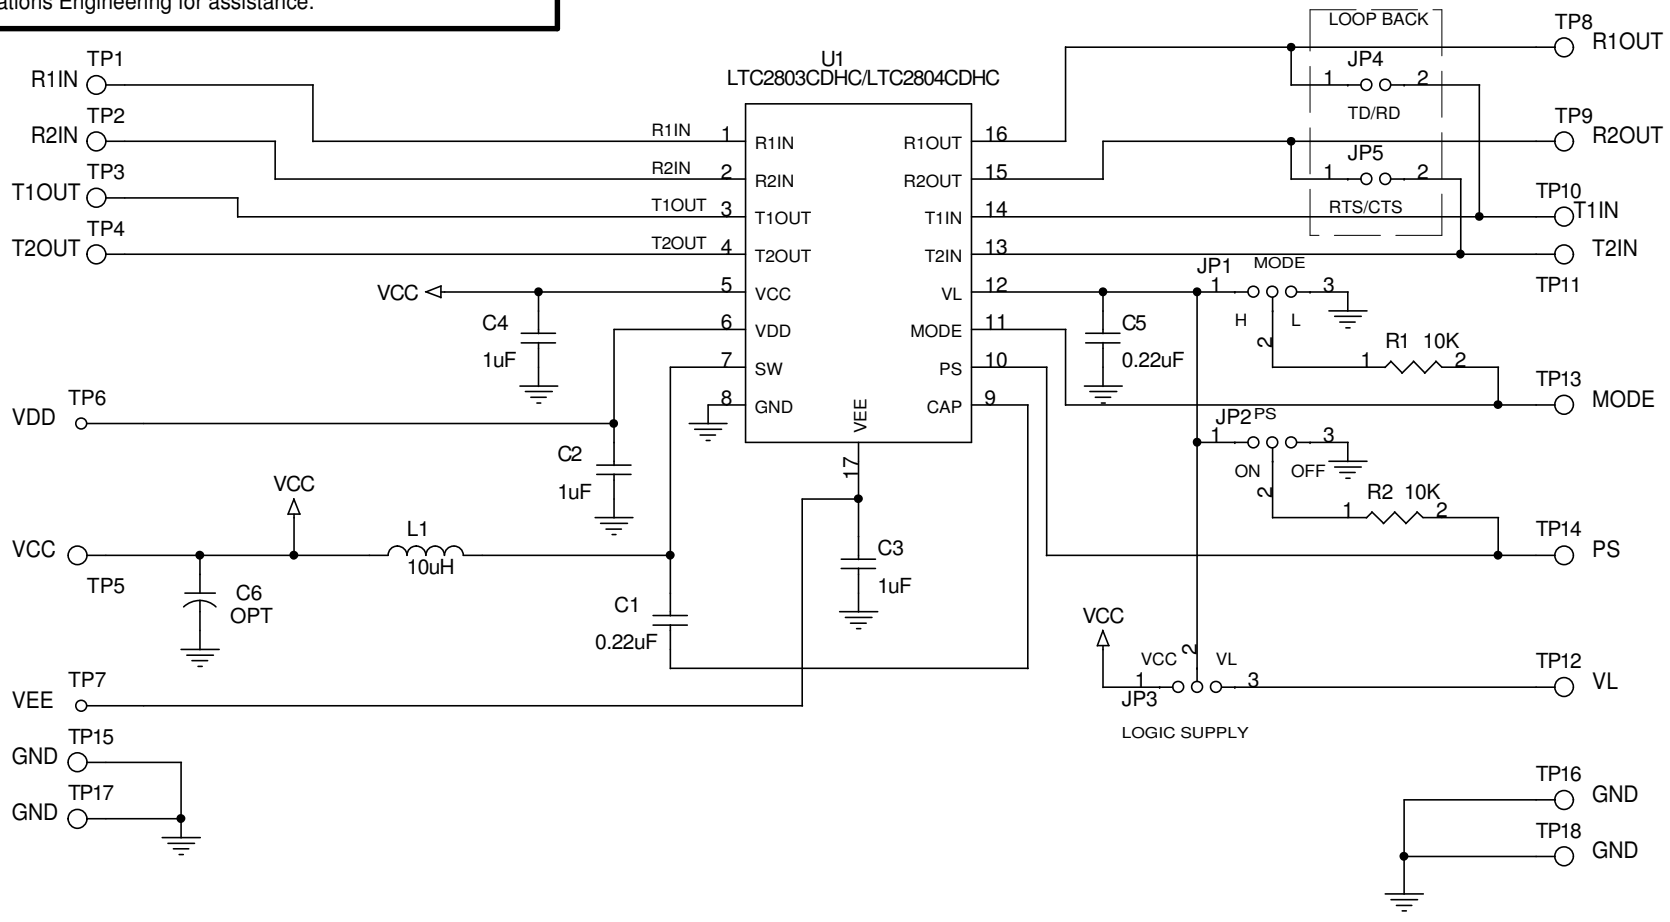 ations Engineering for assistance.
TP1
R1IN
TP2
R2IN
TP3
T1OUT
TP4
T2OUT
U1
LTC2803CDHC/LTC2804CDHC
R1IN 1 R1IN
R2IN 2 R2IN
T1OUT 3 T1OUT
T2OUT 4 T2OUT
VCC 5 VCC
6 VDD
7 SW
8 GND
VEE
17
R1OUT 16
R2OUT 15
T1IN 14
T2IN 13
VL 12
MODE 11
PS 10
CAP 9
LOOP BACK
JP4
1 2
TD/RD
JP5
1 2
RTS/CTS
TP8
R1OUT
TP9
R2OUT
TP10
T1IN
T2IN
TP11
C4
1uF
JP1 MODE
1 3
H L
2
C5
0.22uF
R1 10K
1 2
TP13
MODE
TP6
VDD
C2
1uF
JP2 PS
1 3
ON OFF
2
R2 10K
1 2
TP14
PS
VCC
VCC
TP5
L1
10uH
C6
OPT
C1
0.22uF
C3
1uF
VCC
VCC 2 VL
1 3
JP3
LOGIC SUPPLY
TP12
VL
TP7
VEE
TP15
GND
TP17
GND
TP16
GND
TP18
GND